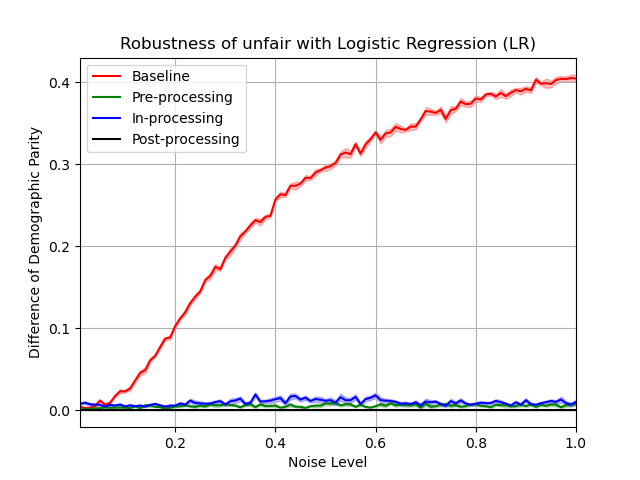 Robustness of unfair with Logistic Regression (LR)
Baseline
Pre-processing
In-processing
Post-processing
Difference of Demographic Parity
0.4
0.3
0.2
0.1
0.0
0.2 0.4 0.6 0.8 1.0
Noise Level